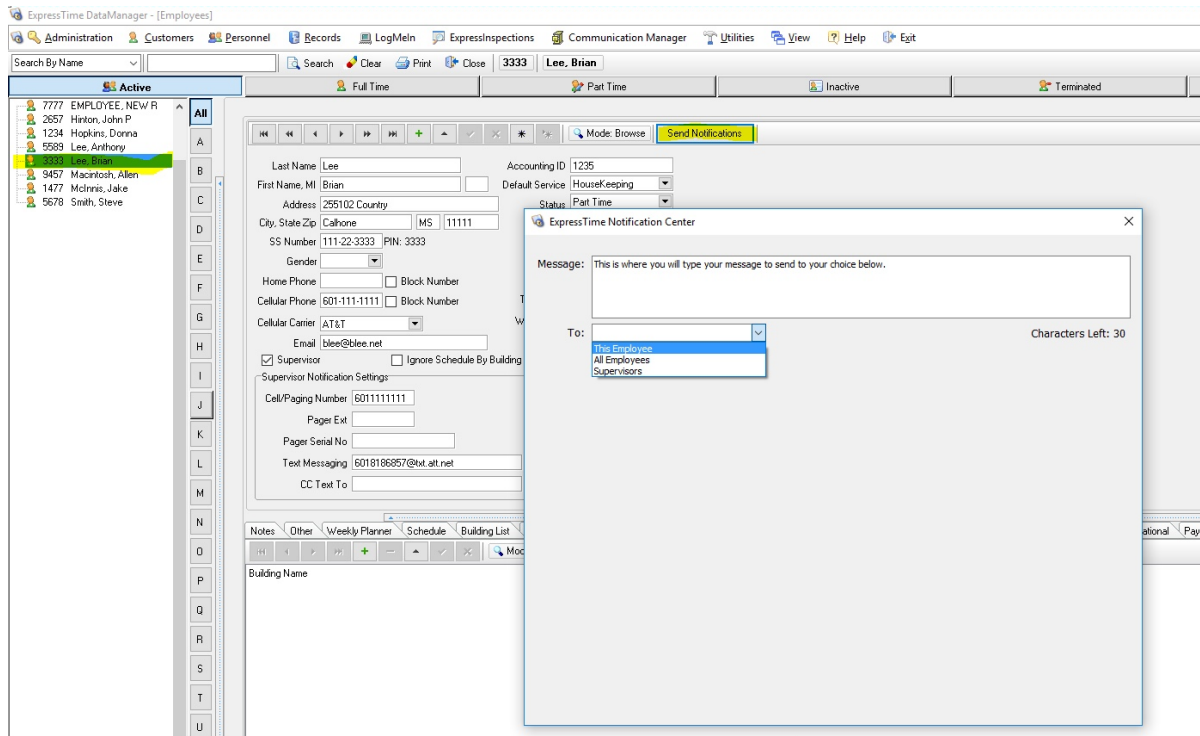 ExpressTime DataManager - [Employees]
Administration Customers Personnel Records LogMeIn ExpressInspections Communication Manager Utilities View Help Exit
Search By Name Search Clear Print Close 3333 Lee, Brian
Active Full Time Part Time Inactive Terminated
7777 EMPLOYEE, NEW R
2657 Hinton, John P
1234 Hopkins, Donna
5589 Lee, Anthony
3333 Lee, Brian
9457 Macintosh, Allen
1477 McInnis, Jake
5678 Smith, Steve
All
A
B
C
D
E
F
G
H
I
J
K
L
M
N
O
P
Q
R
S
T
U
Mode: Browse Send Notifications
Last Name Lee Accounting ID 1235
First Name, MI Brian Default Service HouseKeeping
Address 255102 Country Status Part Time
City, State Zip Calhone MS 11111
SS Number 111-22-3333 PIN: 3333
Gender
Home Phone Block Number
Cellular Phone 601-111-1111 Block Number T
Cellular Carrier AT&T W
Email blee@blee.net
Supervisor Ignore Schedule By Building
Supervisor Notification Settings
Cell/Paging Number 6011111111
Pager Ext
Pager Serial No
Text Messaging 6018186857@txt.att.net
CC Text To
Notes Other Weekly Planner Schedule Building List ational Pay
Moc
Building Name
ExpressTime Notification Center
Message: This is where you will type your message to send to your choice below.
To: Characters Left: 30
This Employee
All Employees
Supervisors